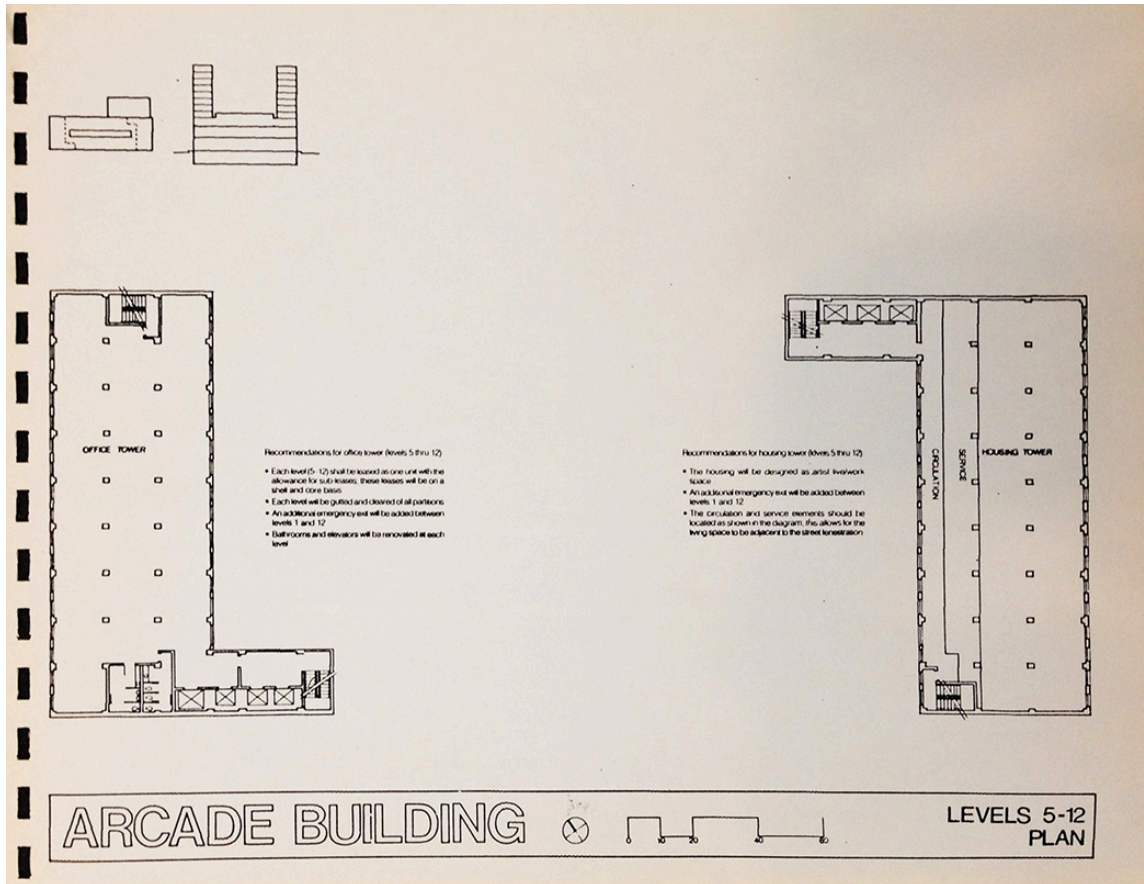 OFFICE TOWER
Recommendations for office tower (levels 5 thru 12)
• Each level (5-12) shall be leased as one unit with the
allowance for sub leases, these leases will be on a
shell and core basis
• Each level will be gutted and cleared of all partitions
• An additional emergency exit will be added between
levels 1 and 12
• Bathrooms and elevators will be renovated at each
level
Recommendations for housing tower (levels 5 thru 12)
• The housing will be designed as artist live/work
space
• An additional emergency exit will be added between
levels 1 and 12
• The circulation and service elements should be
located as shown in the diagram, this allows for the
living space to be adjacent to the street fenestration
CIRCULATION
SERVICE
HOUSING TOWER
ARCADE BUILDING
0 10 20 40 60
LEVELS 5-12
PLAN